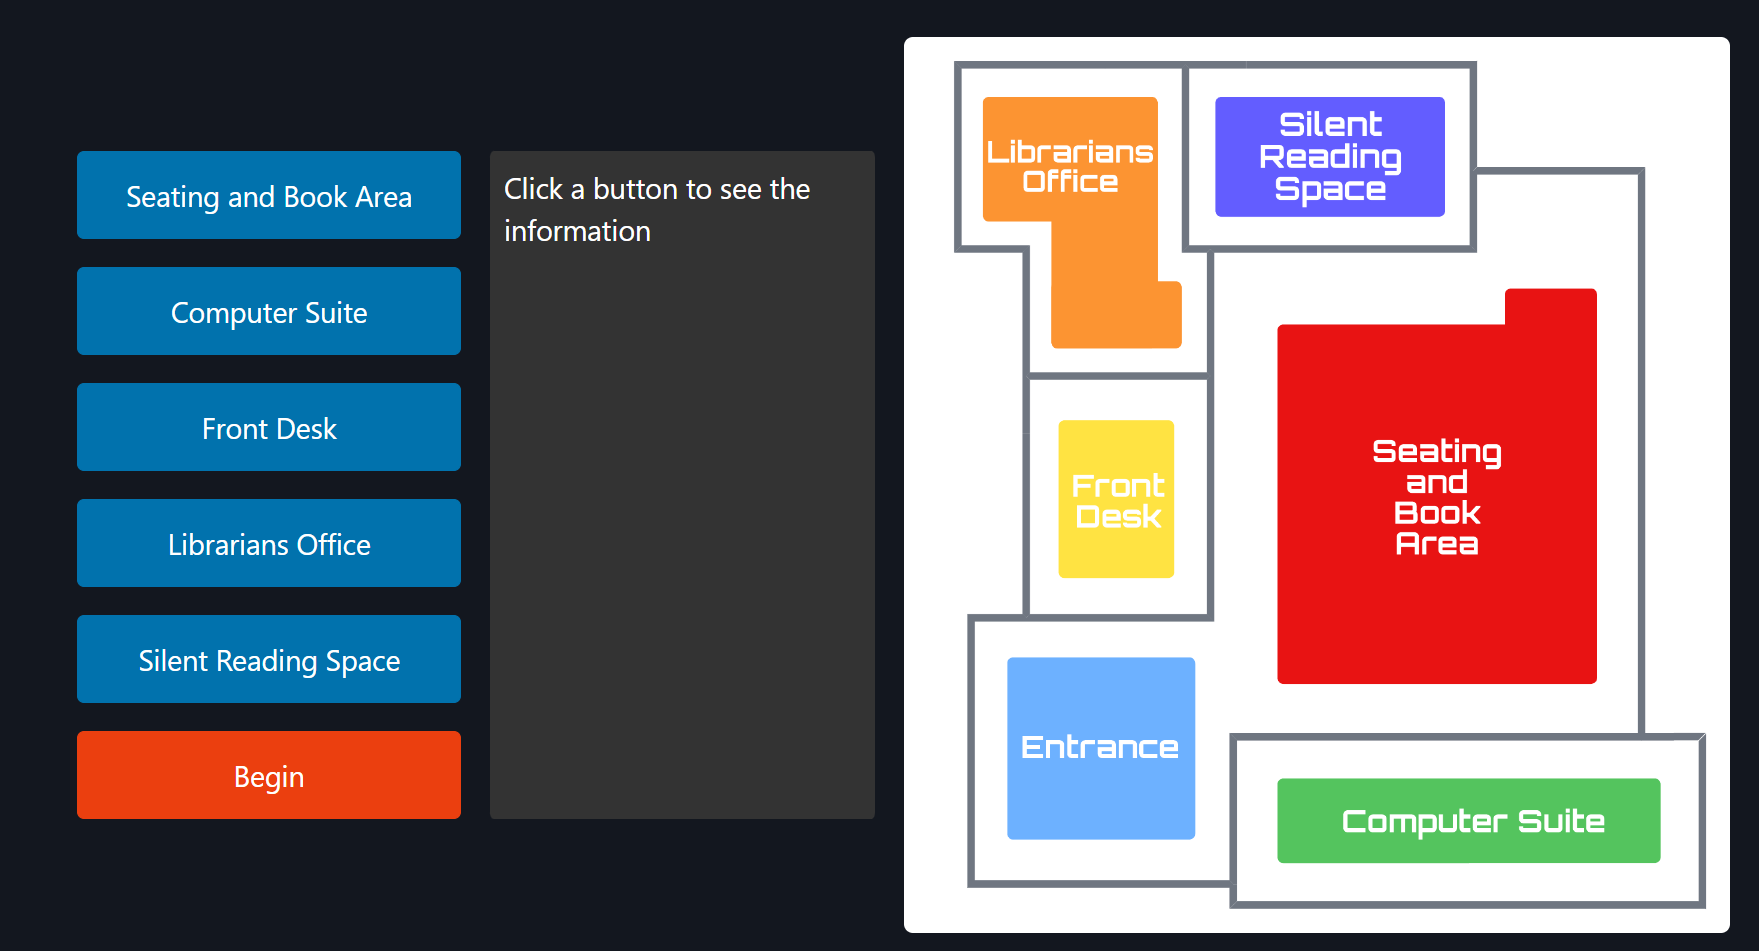 Seating and Book Area
Computer Suite
Front Desk
Librarians Office
Silent Reading Space
Begin
Click a button to see the
information
Librarians
Office
Silent
Reading
Space
Front
Desk
Seating
and
Book
Area
Entrance
Computer Suite